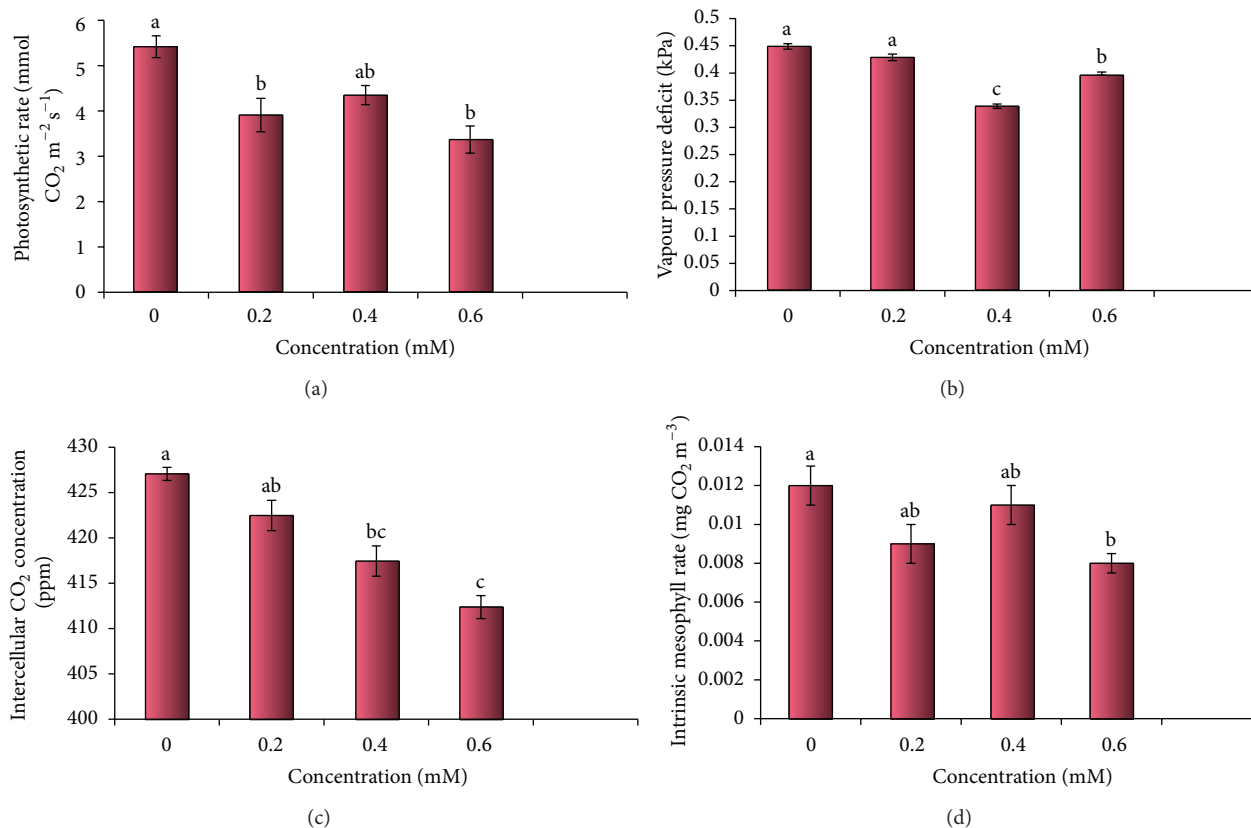 Photosynthetic rate (mmol
CO₂ m⁻² s⁻¹)
6
5
4
3
2
1
0
a
b
ab
b
0
0.2
0.4
0.6
Concentration (mM)
(a)
Vapour pressure deficit (kPa)
0.5
0.45
0.4
0.35
0.3
0.25
0.2
0.15
0.1
0.05
0
a
a
c
b
0
0.2
0.4
0.6
Concentration (mM)
(b)
Intercellular CO₂ concentration
(ppm)
430
425
420
415
410
405
400
a
ab
bc
c
0
0.2
0.4
0.6
Concentration (mM)
(c)
Intrinsic mesophyll rate (mg CO₂ m⁻³)
0.014
0.012
0.01
0.008
0.006
0.004
0.002
0
a
ab
ab
b
0
0.2
0.4
0.6
Concentration (mM)
(d)